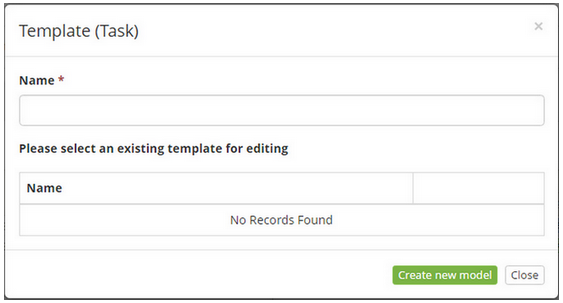 Template (Task)
×
Name *
Please select an existing template for editing
Name
No Records Found
Create new model Close